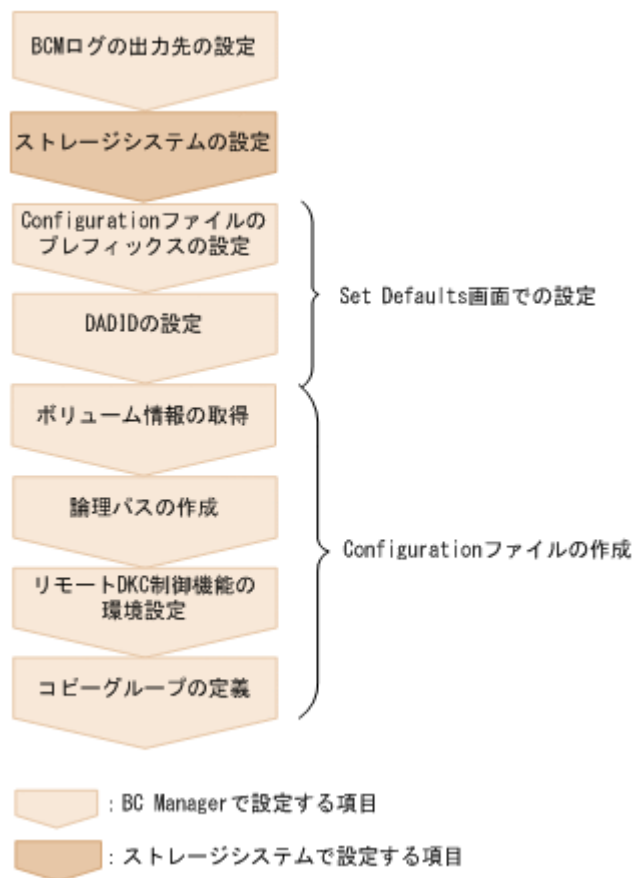 BCMログの出力先の設定
ストレージシステムの設定
Configurationファイルの
プレフィックスの設定
DADIDの設定
Set Defaults画面での設定
ボリューム情報の取得
論理パスの作成
リモートDKC制御機能の
環境設定
コピーグループの定義
Configurationファイルの作成
：BC Managerで設定する項目
：ストレージシステムで設定する項目